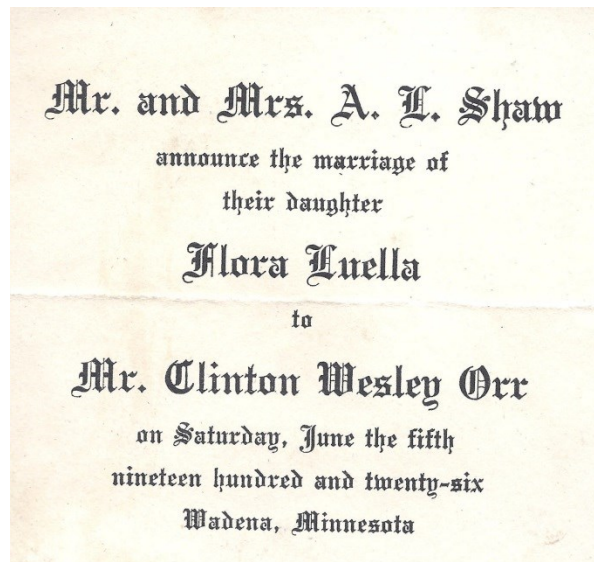 Mr. and Mrs. A. L. Shaw
announce the marriage of
their daughter
Flora Luella
to
Mr. Clinton Wesley Orr
on Saturday, June the fifth
nineteen hundred and twenty-six
Wadena, Minnesota